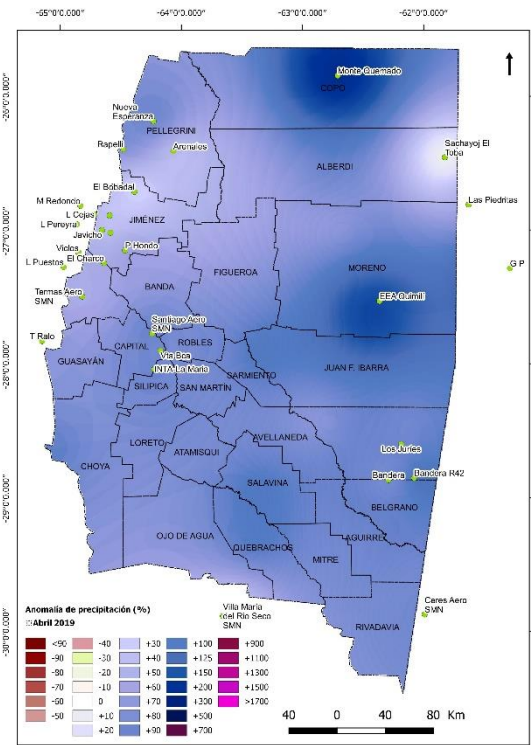 -65°0'0.000"
-64°0'0.000"
-63°0'0.000"
-62°0'0.000"
-26°0'0.000"
-27°0'0.000"
-28°0'0.000"
-29°0'0.000"
-30°0'0.000"
Monte Quemado
COPO
Nueva
Esperanza
PELLEGRINI
Rapelli
Arenales
Sachayoj El
Toba
ALBERDI
El Bobadal
M Redondo
Las Piedritas
L Cejas
JIMÉNEZ
L Pereyra
Javicho
P Hondo
Viclos
El Charco
L Puestos
G P
FIGUEROA
MORENO
BANDA
Termas Aero
SMN
EEA Quimili
Santiago Aero
SMN
T Ralo
CAPITAL
ROBLES
Vta Bca
GUASAYÁN
INTA La Maria
SARMIENTO
JUAN F. IBARRA
SILIPICA
SAN MARTÍN
LORETO
AVELLANEDA
ATAMISQUI
Los Juries
CHOYA
SALAVINA
Bandera
Bandera R42
BELGRANO
OJO DE AGUA
AGUIRRE
QUEBRACHOS
MITRE
Villa Maria
del Rio Seco
SMN
Ceres Aero
SMN
RIVADAVIA
Anomalía de precipitación (%)
Abril 2019
<90 -40 +30 +100 +900
-90 -30 +40 +125 +1100
-80 -20 +50 +150 +1300
-70 -10 +60 +200 +1500
-60 0 +70 +300 >1700
-50 +10 +80 +500
+20 +90 +700
40 0 40 80 Km